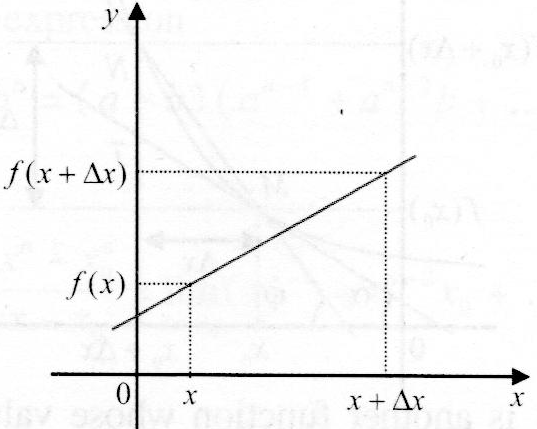 y
f(x + Δx)
f(x)
0 x x + Δx x